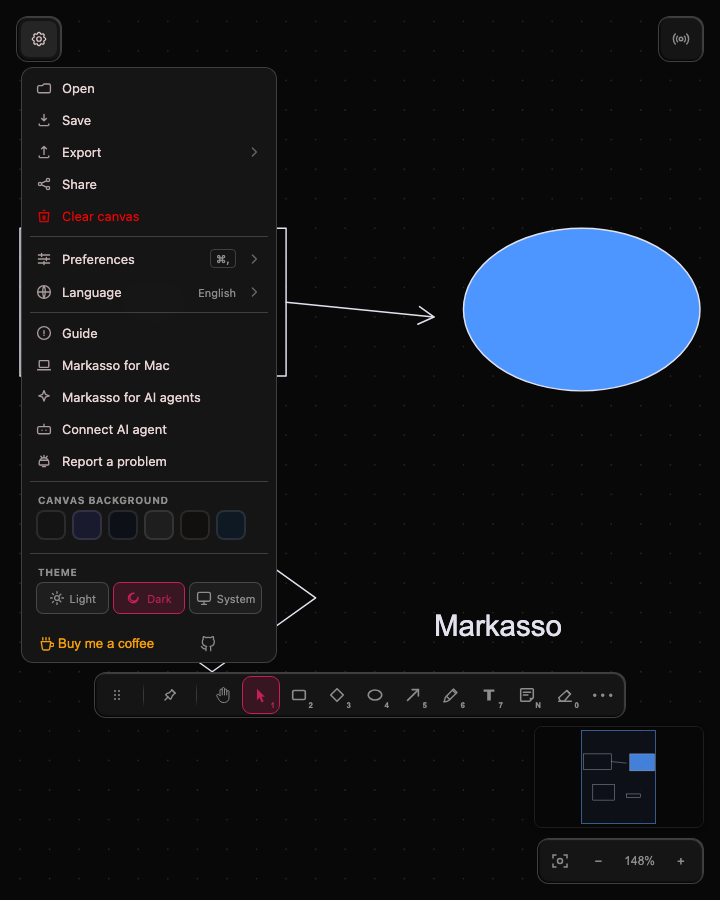 Open
Save
Export
Share
Clear canvas
Preferences ⌘,
Language English
Guide
Markasso for Mac
Markasso for AI agents
Connect AI agent
Report a problem
CANVAS BACKGROUND
THEME
Light Dark System
Buy me a coffee
Markasso
1 2 3 4 5 6 T 7 N 0
148%